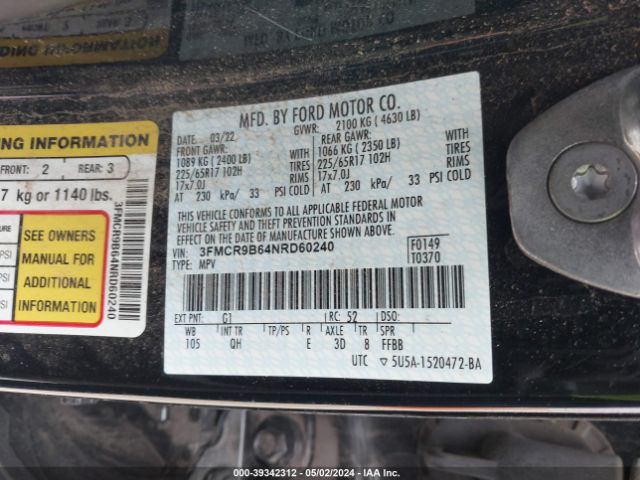 ING INFORMATION
FRONT: 2 REAR: 3
7 kg or 1140 lbs.
SEE OWNERS
MANUAL FOR
ADDITIONAL
INFORMATION
PSI
PSI
3FMCR9B64NRD60240
MFD. BY FORD MOTOR CO.
DATE: 03/22 GVWR: 2100 KG ( 4630 LB)
FRONT GAWR: REAR GAWR:
1089 KG ( 2400 LB) WITH 1066 KG ( 2350 LB) WITH
225/65R17 102H TIRES 225/65R17 102H TIRES
17x7.0J RIMS 17x7.0J RIMS
AT 230 kPa/ 33 PSI COLD AT 230 kPa/ 33 PSI COLD
THIS VEHICLE CONFORMS TO ALL APPLICABLE FEDERAL MOTOR
VEHICLE SAFETY AND THEFT PREVENTION STANDARDS IN EFFECT
ON THE DATE OF MANUFACTURE SHOWN ABOVE.
VIN: 3FMCR9B64NRD60240 F0149
TYPE: MPV T0370
EXT PNT: G1 RC: 52 DSO:
WB INT TR TP/PS R AXLE TR SPR
105 QH E 3D 8 FFBB
UTC ▽ 5U5A-1520472-BA
000-39342312 - 05/02/2024 - IAA Inc.